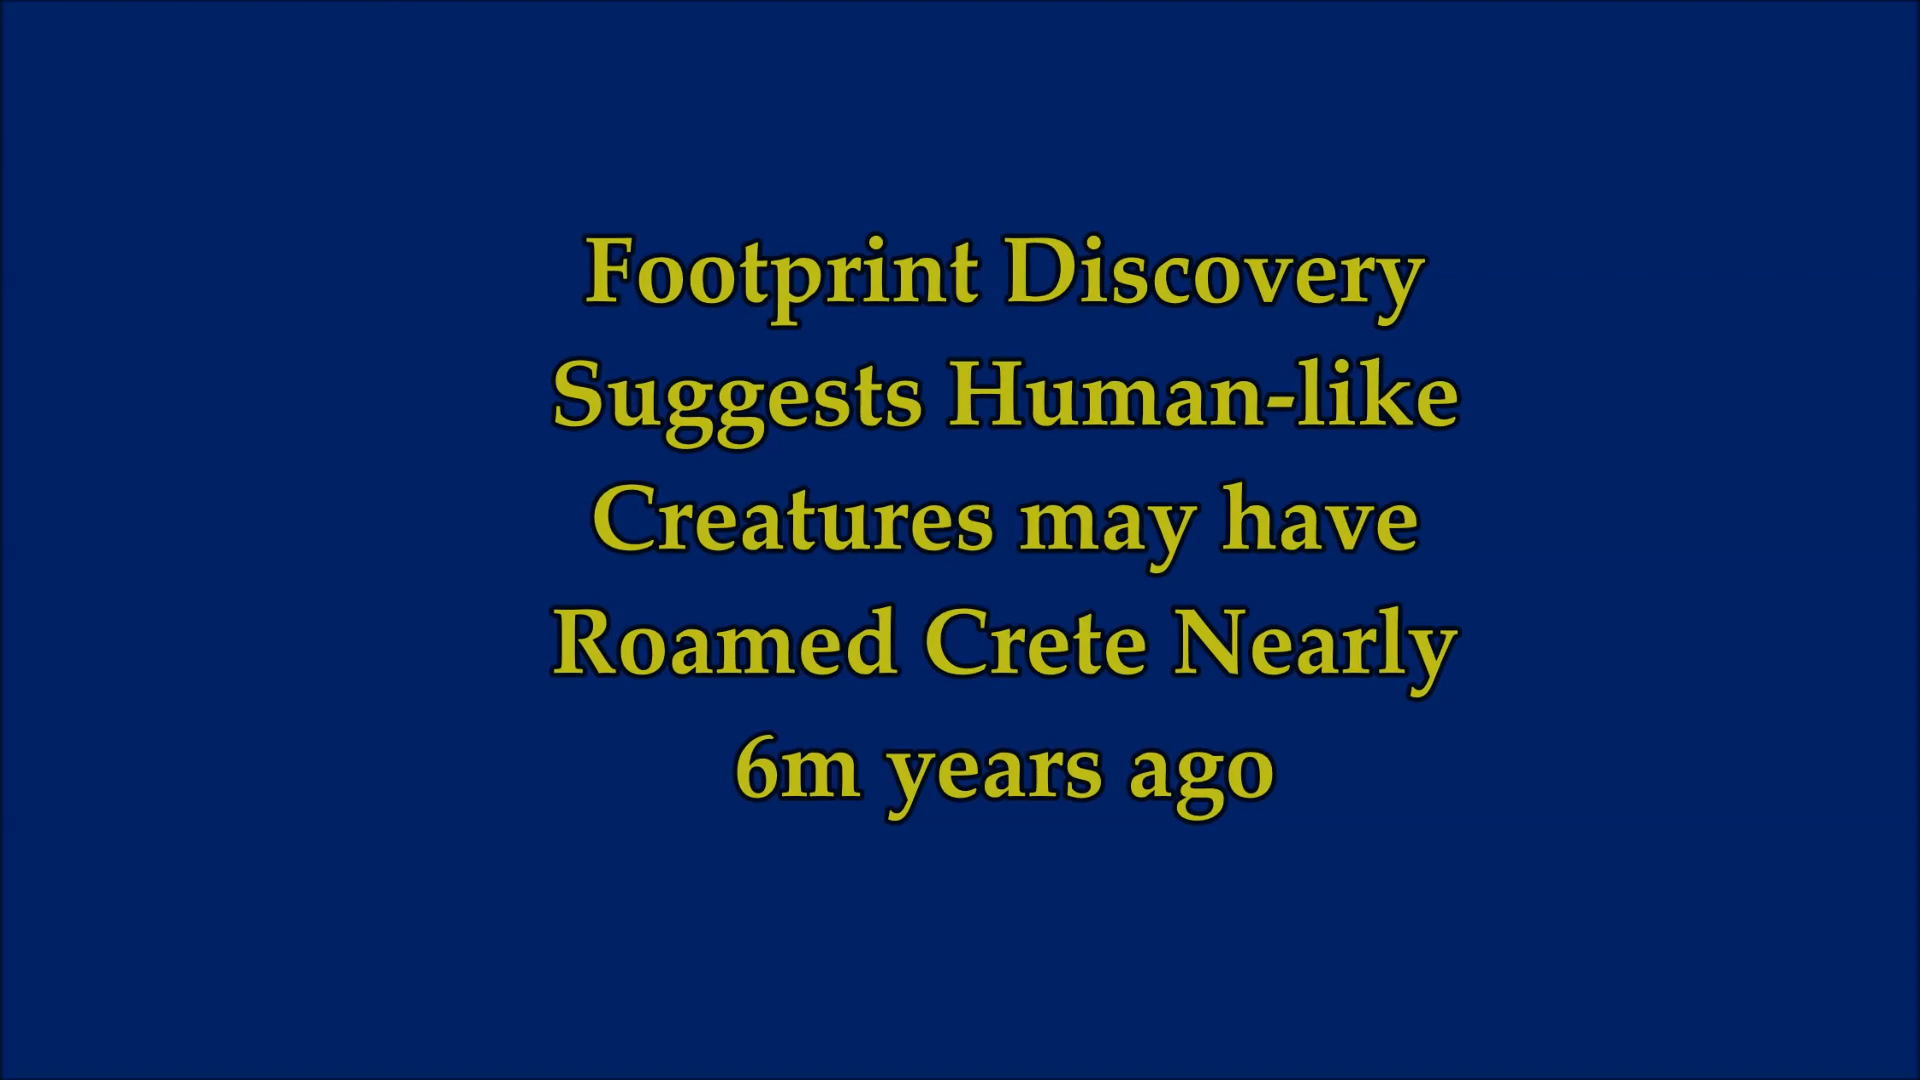 Footprint Discovery
Suggests Human-like
Creatures may have
Roamed Crete Nearly
6m years ago